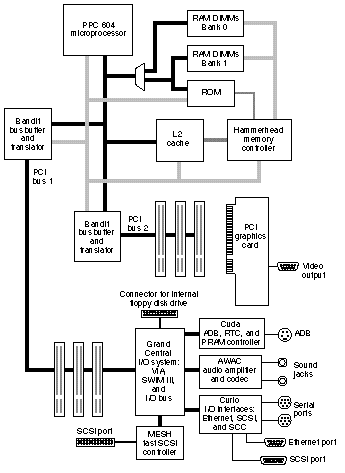 PPC 604
microprocessor
RAM DIMMs
Bank 0
RAM DIMMs
Bank 1
ROM
Bandit
bus buffer
and
translator
L2
cache
Hammerhead
memory
controller
PCI
bus 1
Bandit
bus buffer
and
translator
PCI
bus 2
PCI
graphics
card
Video
output
Connector for internal
floppy disk drive
Grand
Central
I/O system:
VIA,
SWIM III,
and
I/O bus
Cuda
ADB, RTC, and
PRAM controller
ADB
AWAC
audio amplifier
and codec
Sound
jacks
Curio
I/O interfaces:
Ethernet, SCSI,
and SCC
Serial
ports
SCSI port
MESH
fast SCSI
controller
Ethernet port
SCSI port